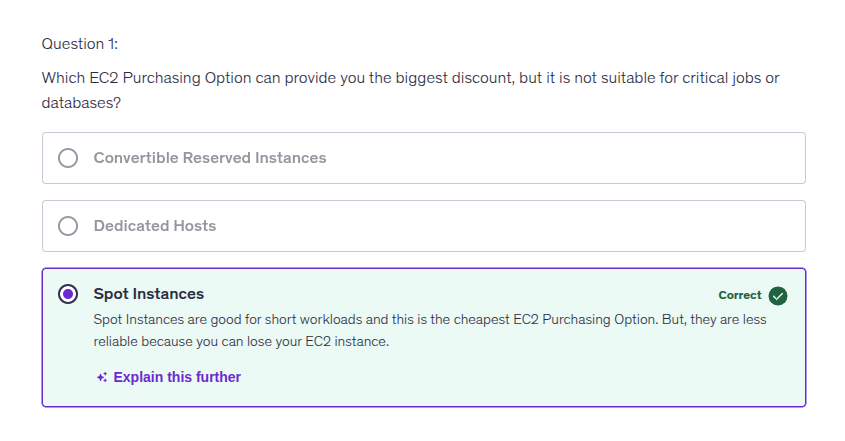 Question 1:
Which EC2 Purchasing Option can provide you the biggest discount, but it is not suitable for critical jobs or
databases?
Convertible Reserved Instances
Dedicated Hosts
Spot Instances
Correct
Spot Instances are good for short workloads and this is the cheapest EC2 Purchasing Option. But, they are less
reliable because you can lose your EC2 instance.
Explain this further